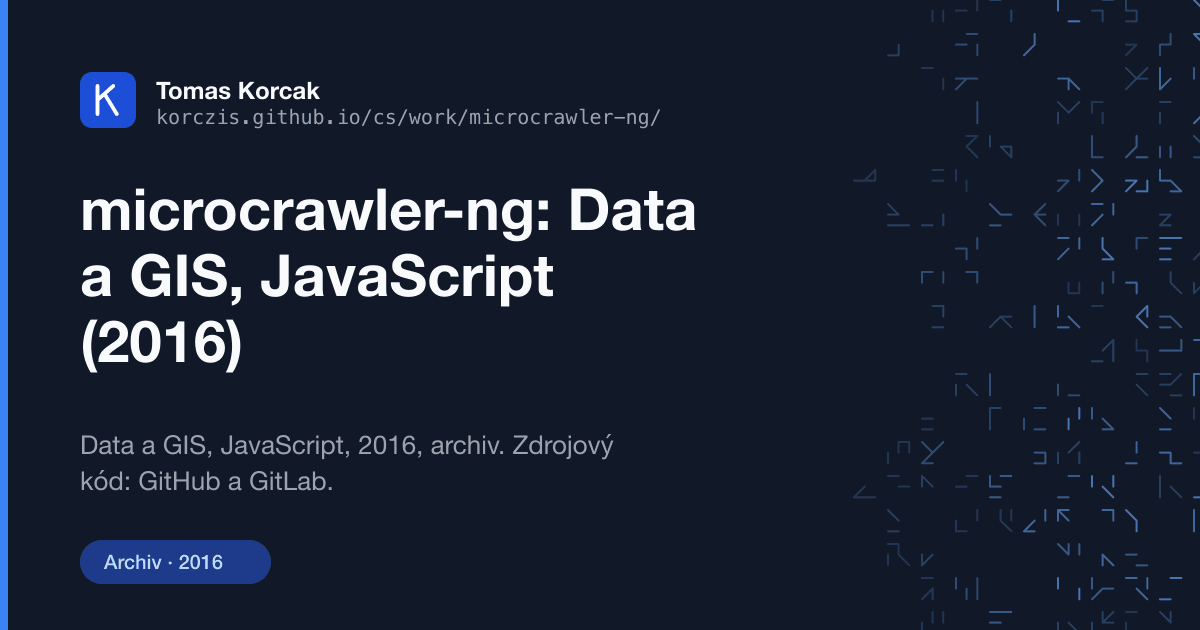 K
Tomas Korcak
korczis.github.io/cs/work/microcrawler-ng/
microcrawler-ng: Data
a GIS, JavaScript
(2016)
Data a GIS, JavaScript, 2016, archiv. Zdrojový
kód: GitHub a GitLab.
Archiv · 2016